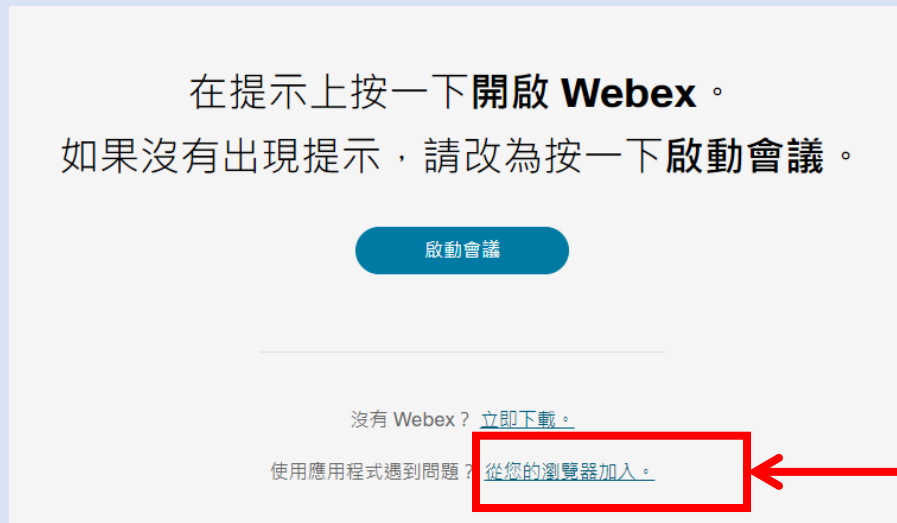 在提示上按一下開啟 Webex。
如果沒有出現提示，請改為按一下啟動會議。
啟動會議
沒有 Webex？ 立即下載。
使用應用程式遇到問題？ 從您的瀏覽器加入。